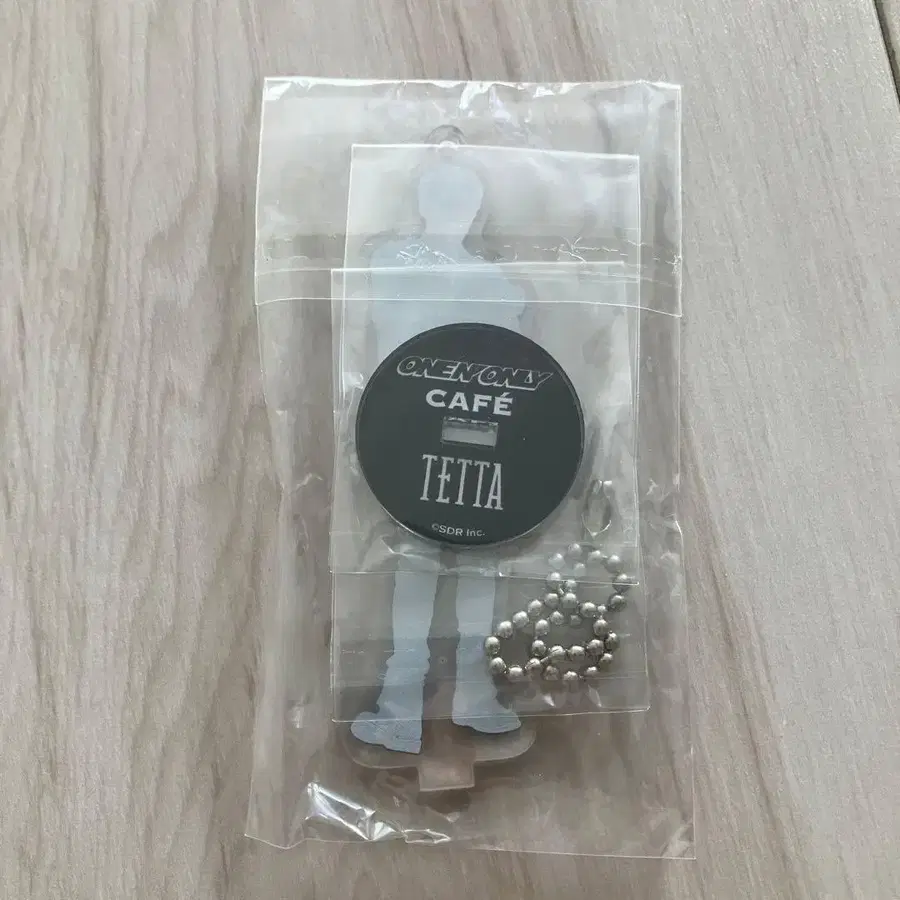 ONE N' ONLY
CAFÉ
TETTA
©SDR Inc.